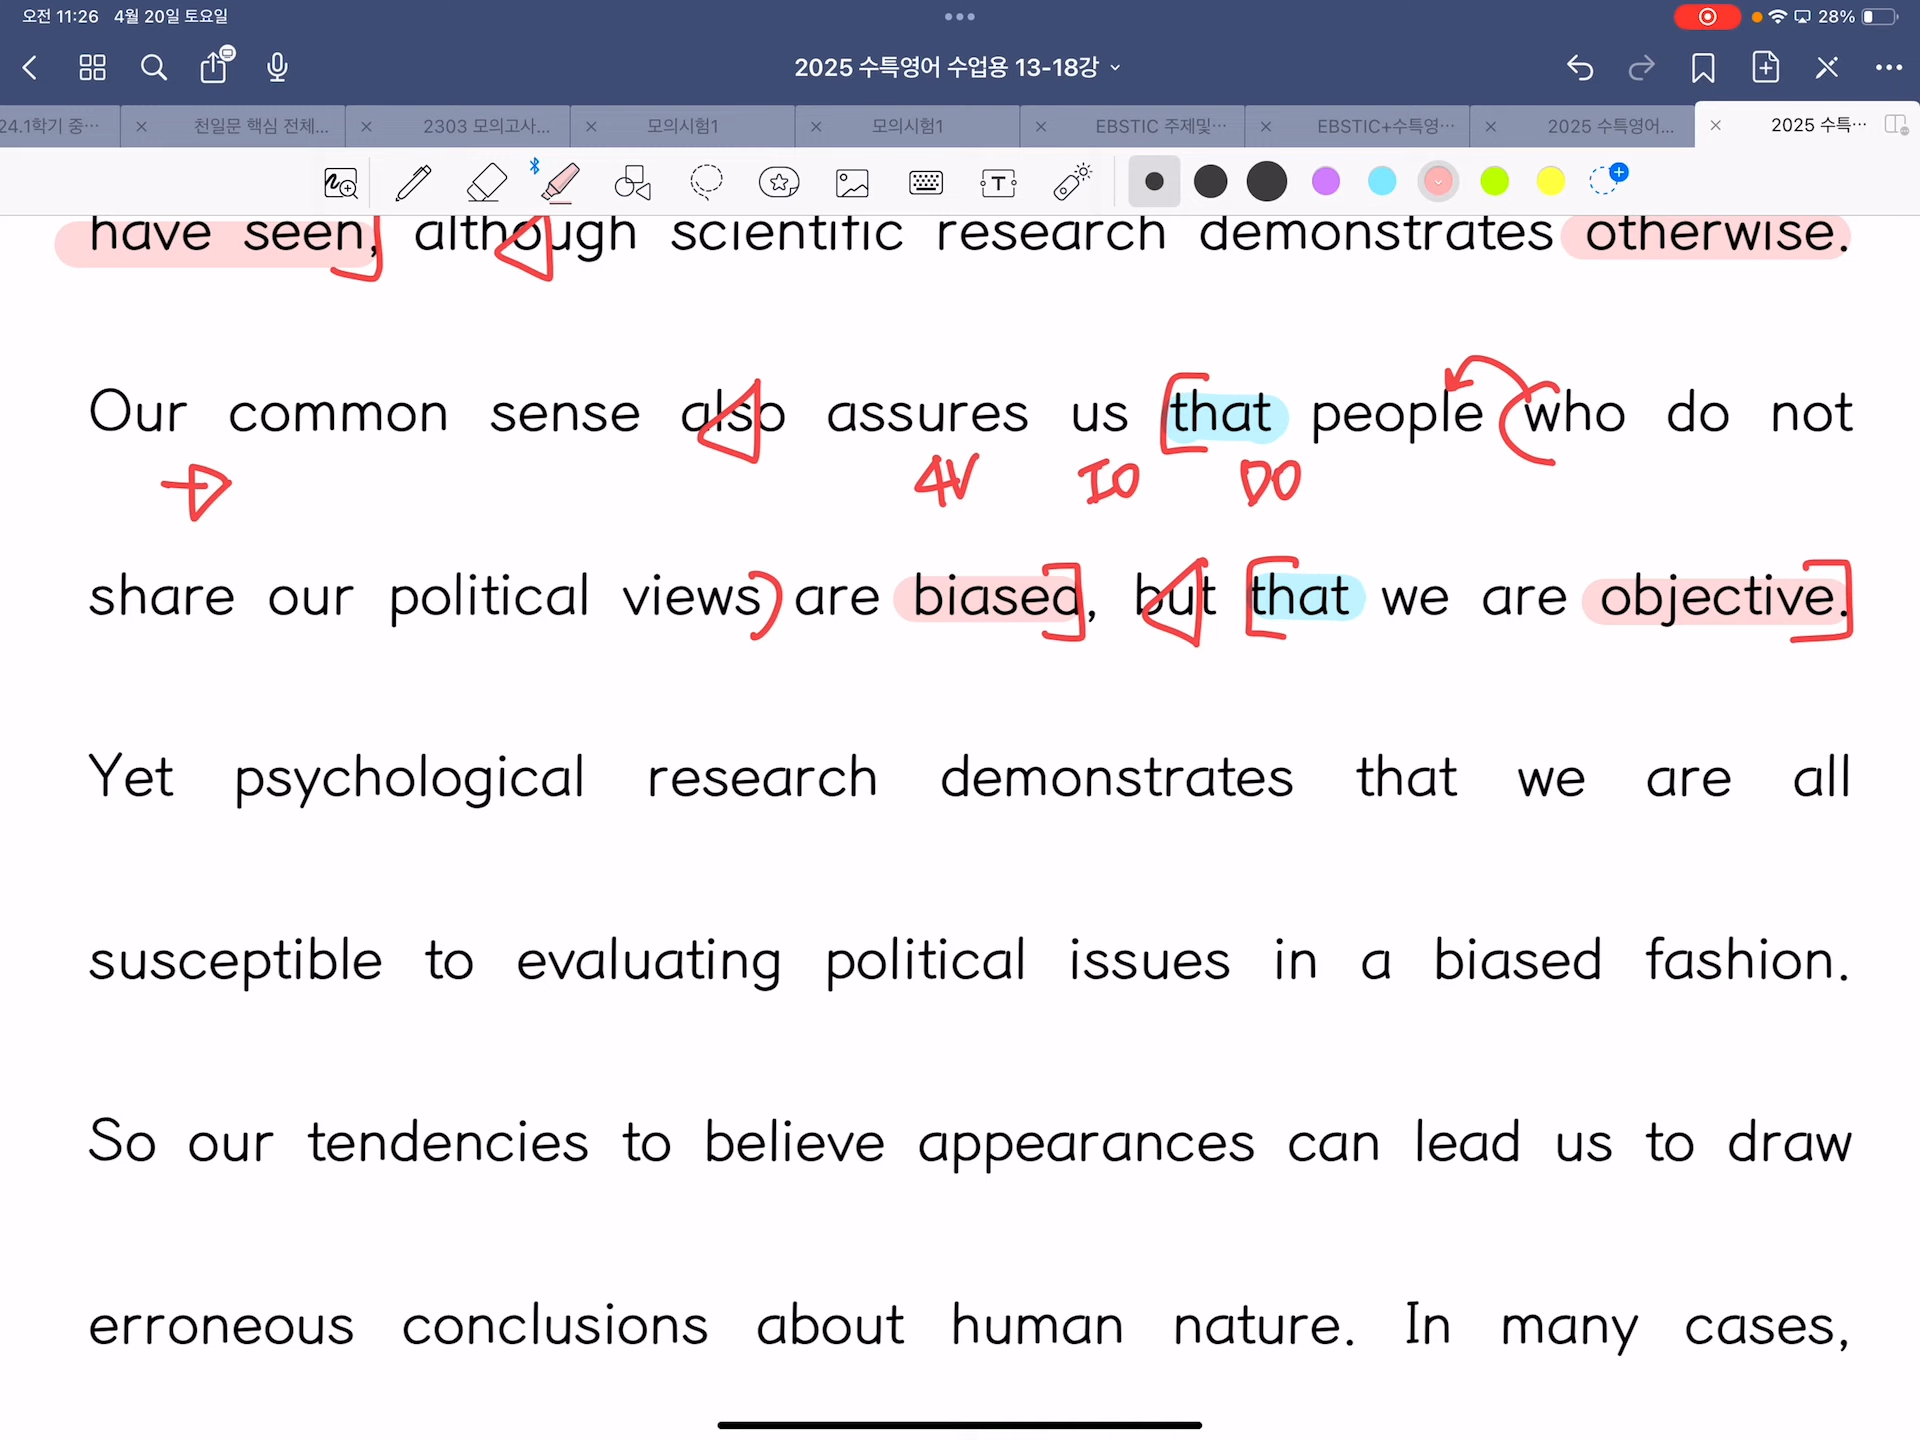 오전 11:26 4월 20일 토요일 28%
2025 수특영어 수업용 13-18강
24.1학기 중… 천일문 핵심 전체… 2303 모의고사… 모의시험1 모의시험1 EBSTIC 주제및… EBSTIC+수특영… 2025 수특영어… 2025 수특…
have seen, although scientific research demonstrates otherwise.
Our common sense also assures us that people who do not
4V IO DO
share our political views are biased, but that we are objective.
Yet psychological research demonstrates that we are all
susceptible to evaluating political issues in a biased fashion.
So our tendencies to believe appearances can lead us to draw
erroneous conclusions about human nature. In many cases,